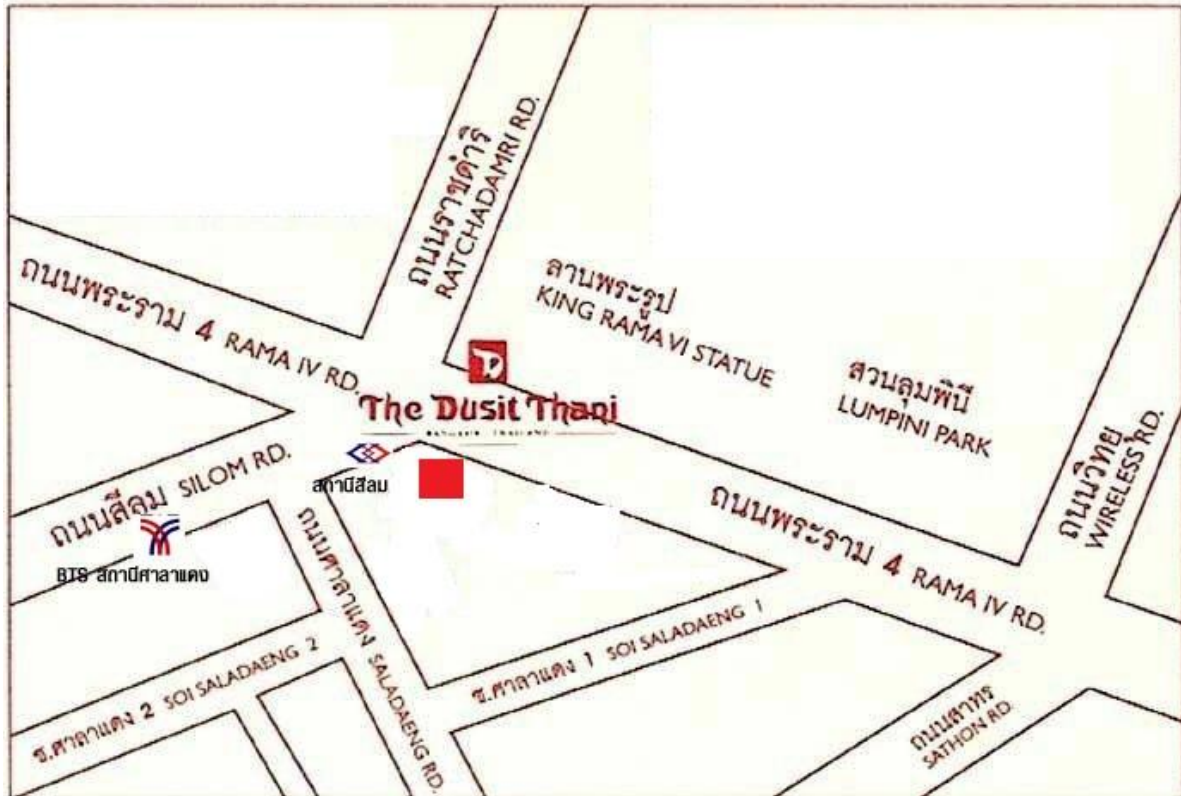 ถนนราชดำริ
RATCHADAMRI RD.
ถนนพระราม 4 RAMA IV RD.
ลานพระรูป
KING RAMA VI STATUE
สวนลุมพินี
LUMPINI PARK
ถนนวิทยุ
WIRELESS RD.
The Dusit Thani
BANGKOK · THAILAND
สถานีสีลม
ถนนสีลม SILOM RD.
BTS สถานีศาลาแดง
ถนนพระราม 4 RAMA IV RD.
ถนนศาลาแดง SALADAENG RD.
ซ.ศาลาแดง 1 SOI SALADAENG 1
ซ.ศาลาแดง 2 SOI SALADAENG 2
ถนนสาทร
SATHON RD.